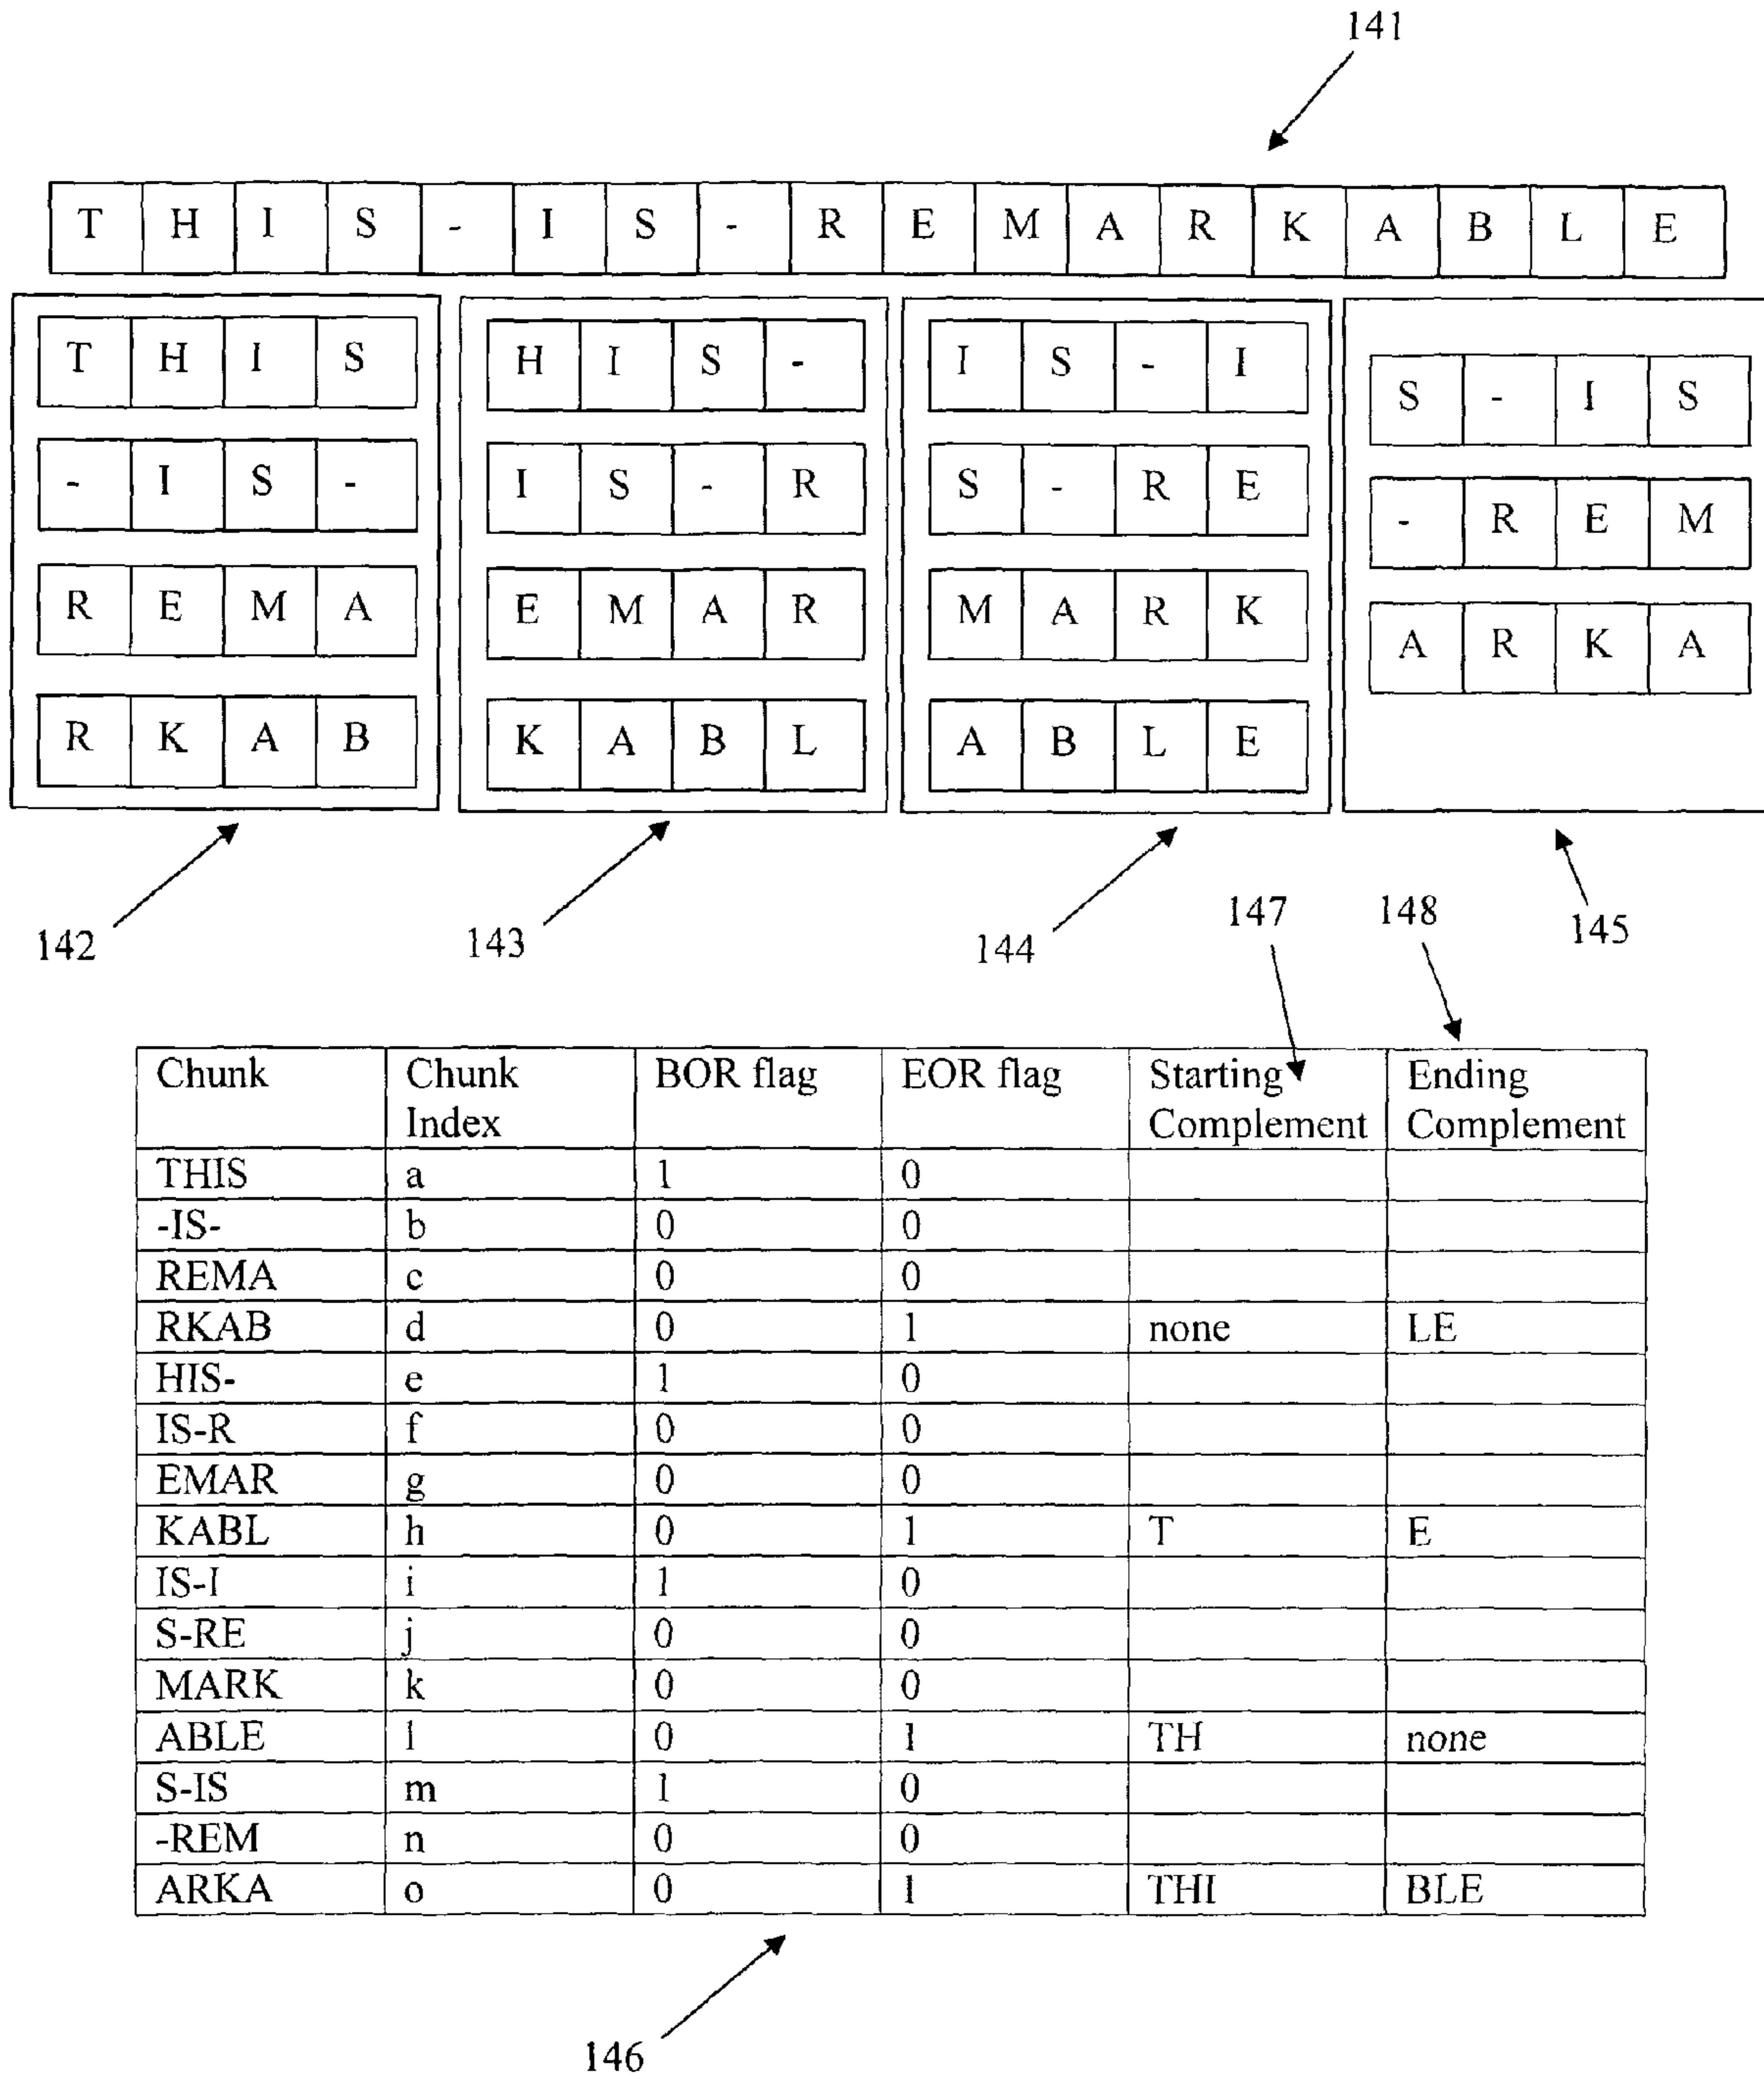 141
T H I S - I S - R E M A R K A B L E
T H I S H I S - I S - I S - I S
- I S - I S - R S - R E - R E M
R E M A E M A R M A R K A R K A
R K A B K A B L A B L E
142 143 144 147 148 145
Chunk Chunk Index BOR flag EOR flag Starting Complement Ending Complement
THIS a 1 0
-IS- b 0 0
REMA c 0 0
RKAB d 0 1 none LE
HIS- e 1 0
IS-R f 0 0
EMAR g 0 0
KABL h 0 1 T E
IS-I i 1 0
S-RE j 0 0
MARK k 0 0
ABLE l 0 1 TH none
S-IS m 1 0
-REM n 0 0
ARKA o 0 1 THI BLE
146